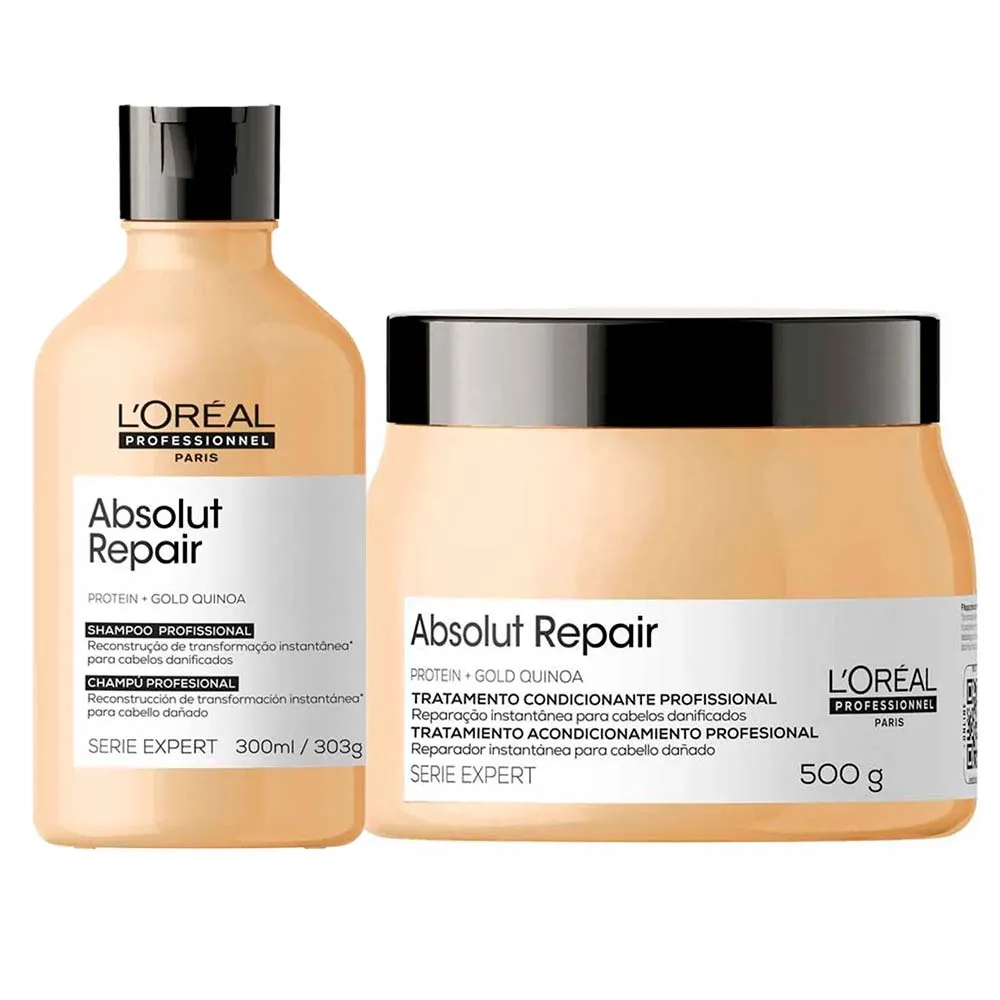 L'ORÉAL
PROFESSIONNEL
PARIS
Absolut
Repair
PROTEIN + GOLD QUINOA
SHAMPOO PROFISSIONAL
Reconstrução de transformação instantânea*
para cabelos danificados
CHAMPÚ PROFESIONAL
Reconstrucción de transformación instantánea*
para cabello dañado
SERIE EXPERT 300ml / 303g
Absolut Repair
PROTEIN + GOLD QUINOA
TRATAMENTO CONDICIONANTE PROFISSIONAL
Reparação instantânea para cabelos danificados
TRATAMIENTO ACONDICIONAMIENTO PROFESIONAL
Reparador instantánea para cabello dañado
SERIE EXPERT
500 g
L'ORÉAL
PROFESSIONNEL
PARIS